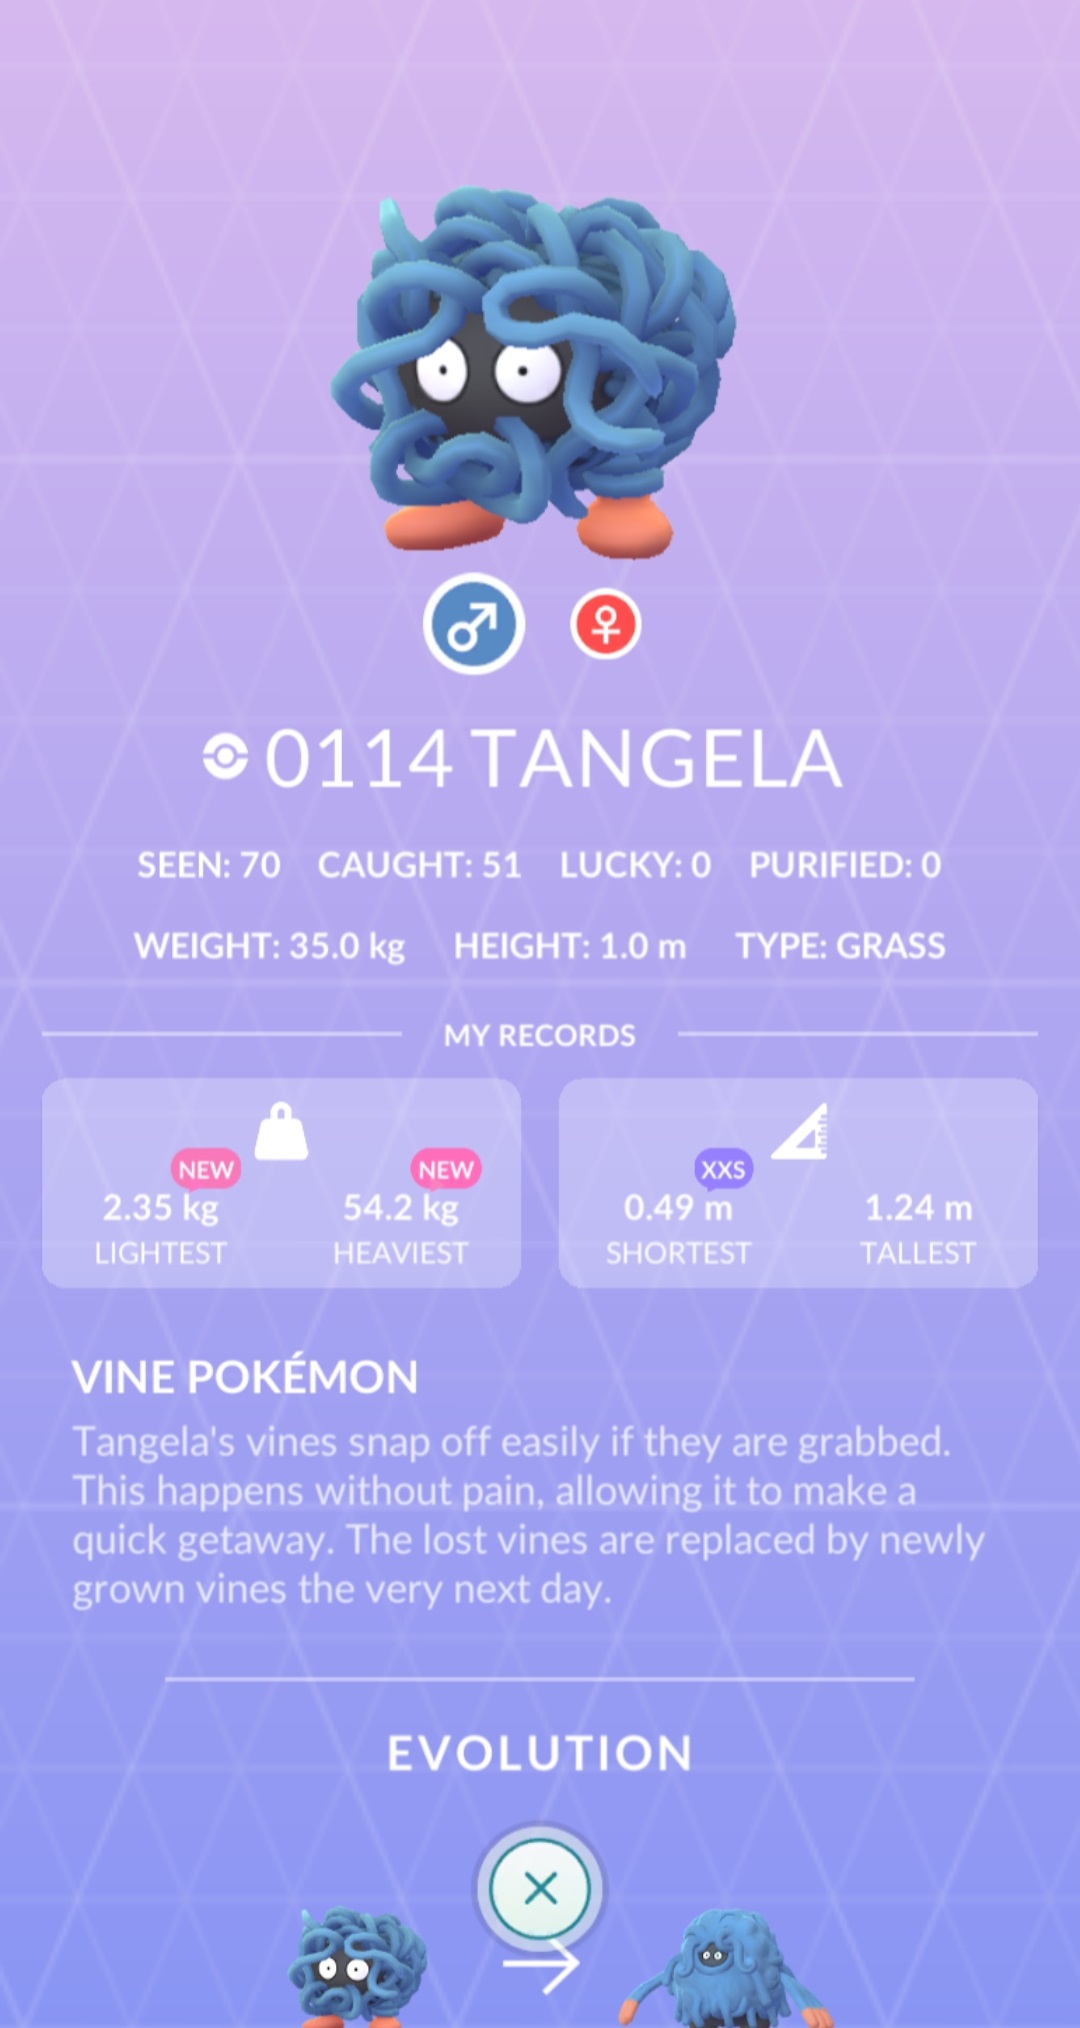 0114 TANGELA
SEEN: 70 CAUGHT: 51 LUCKY: 0 PURIFIED: 0
WEIGHT: 35.0 kg HEIGHT: 1.0 m TYPE: GRASS
MY RECORDS
NEW NEW XXS
2.35 kg 54.2 kg 0.49 m 1.24 m
LIGHTEST HEAVIEST SHORTEST TALLEST
VINE POKÉMON
Tangela's vines snap off easily if they are grabbed.
This happens without pain, allowing it to make a
quick getaway. The lost vines are replaced by newly
grown vines the very next day.
EVOLUTION